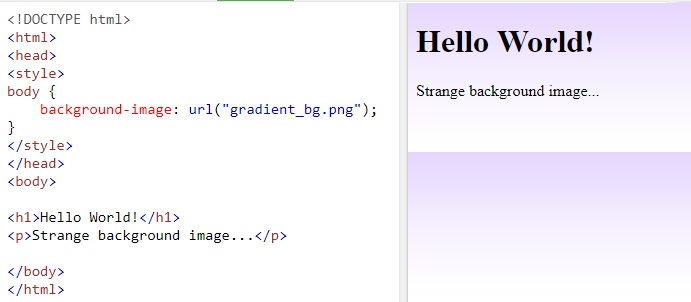 <!DOCTYPE html>
<html>
<head>
<style>
body {
    background-image: url("gradient_bg.png");
}
</style>
</head>
<body>

<h1>Hello World!</h1>
<p>Strange background image...</p>

</body>
</html>
Hello World!
Strange background image...